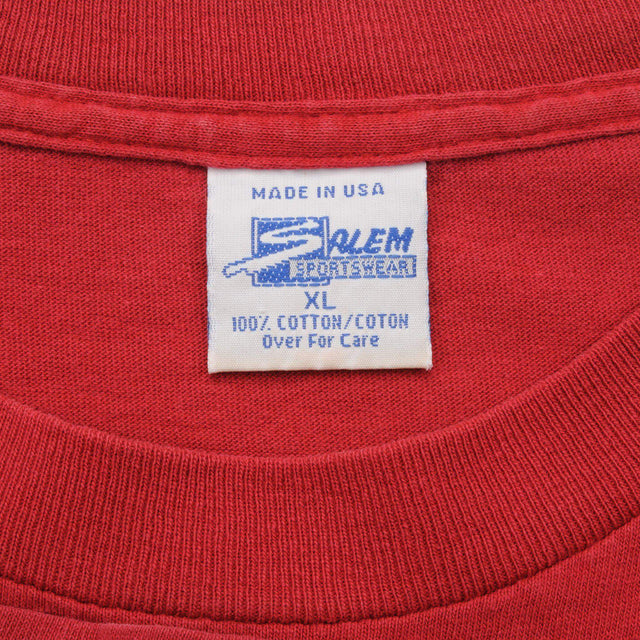 MADE IN USA
SALEM
SPORTSWEAR
XL
100% COTTON/COTON
Over For Care